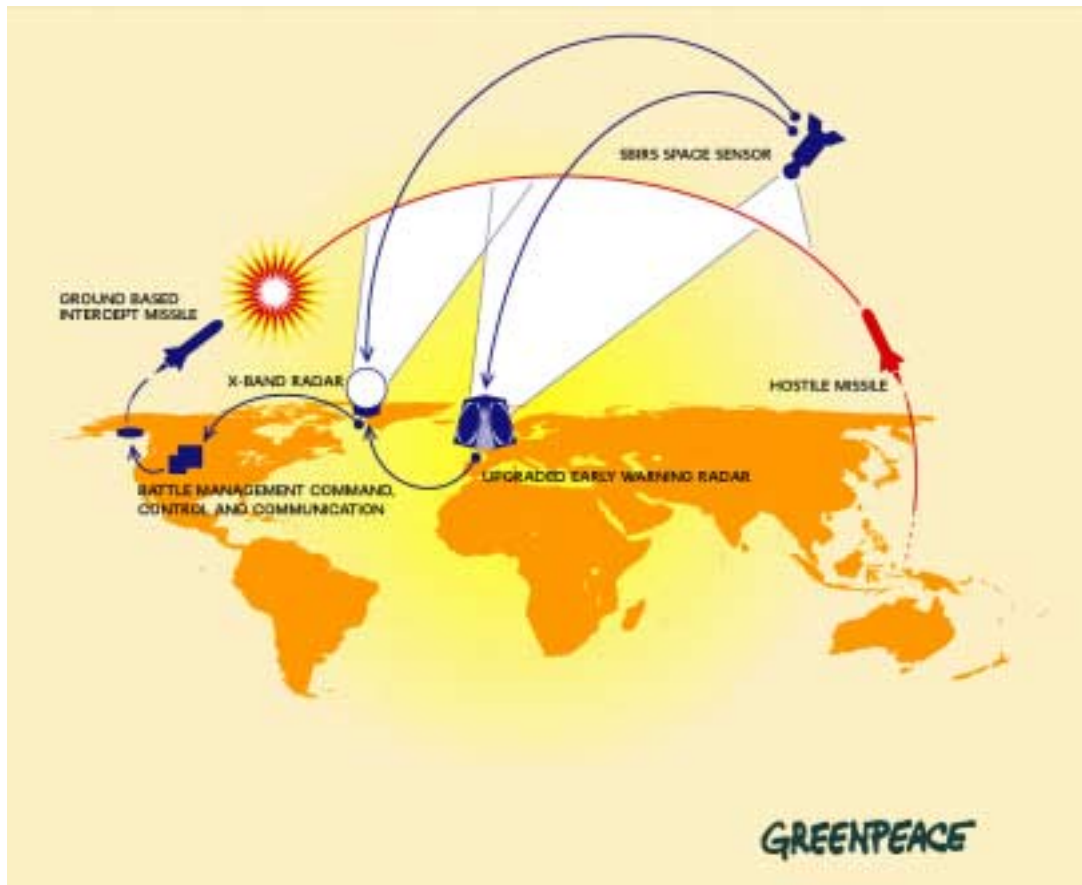 SBIRS SPACE SENSOR
GROUND BASED
INTERCEPT MISSILE
X-BAND RADAR
HOSTILE MISSILE
UPGRADED EARLY WARNING RADAR
BATTLE MANAGEMENT COMMAND,
CONTROL AND COMMUNICATION
GREENPEACE